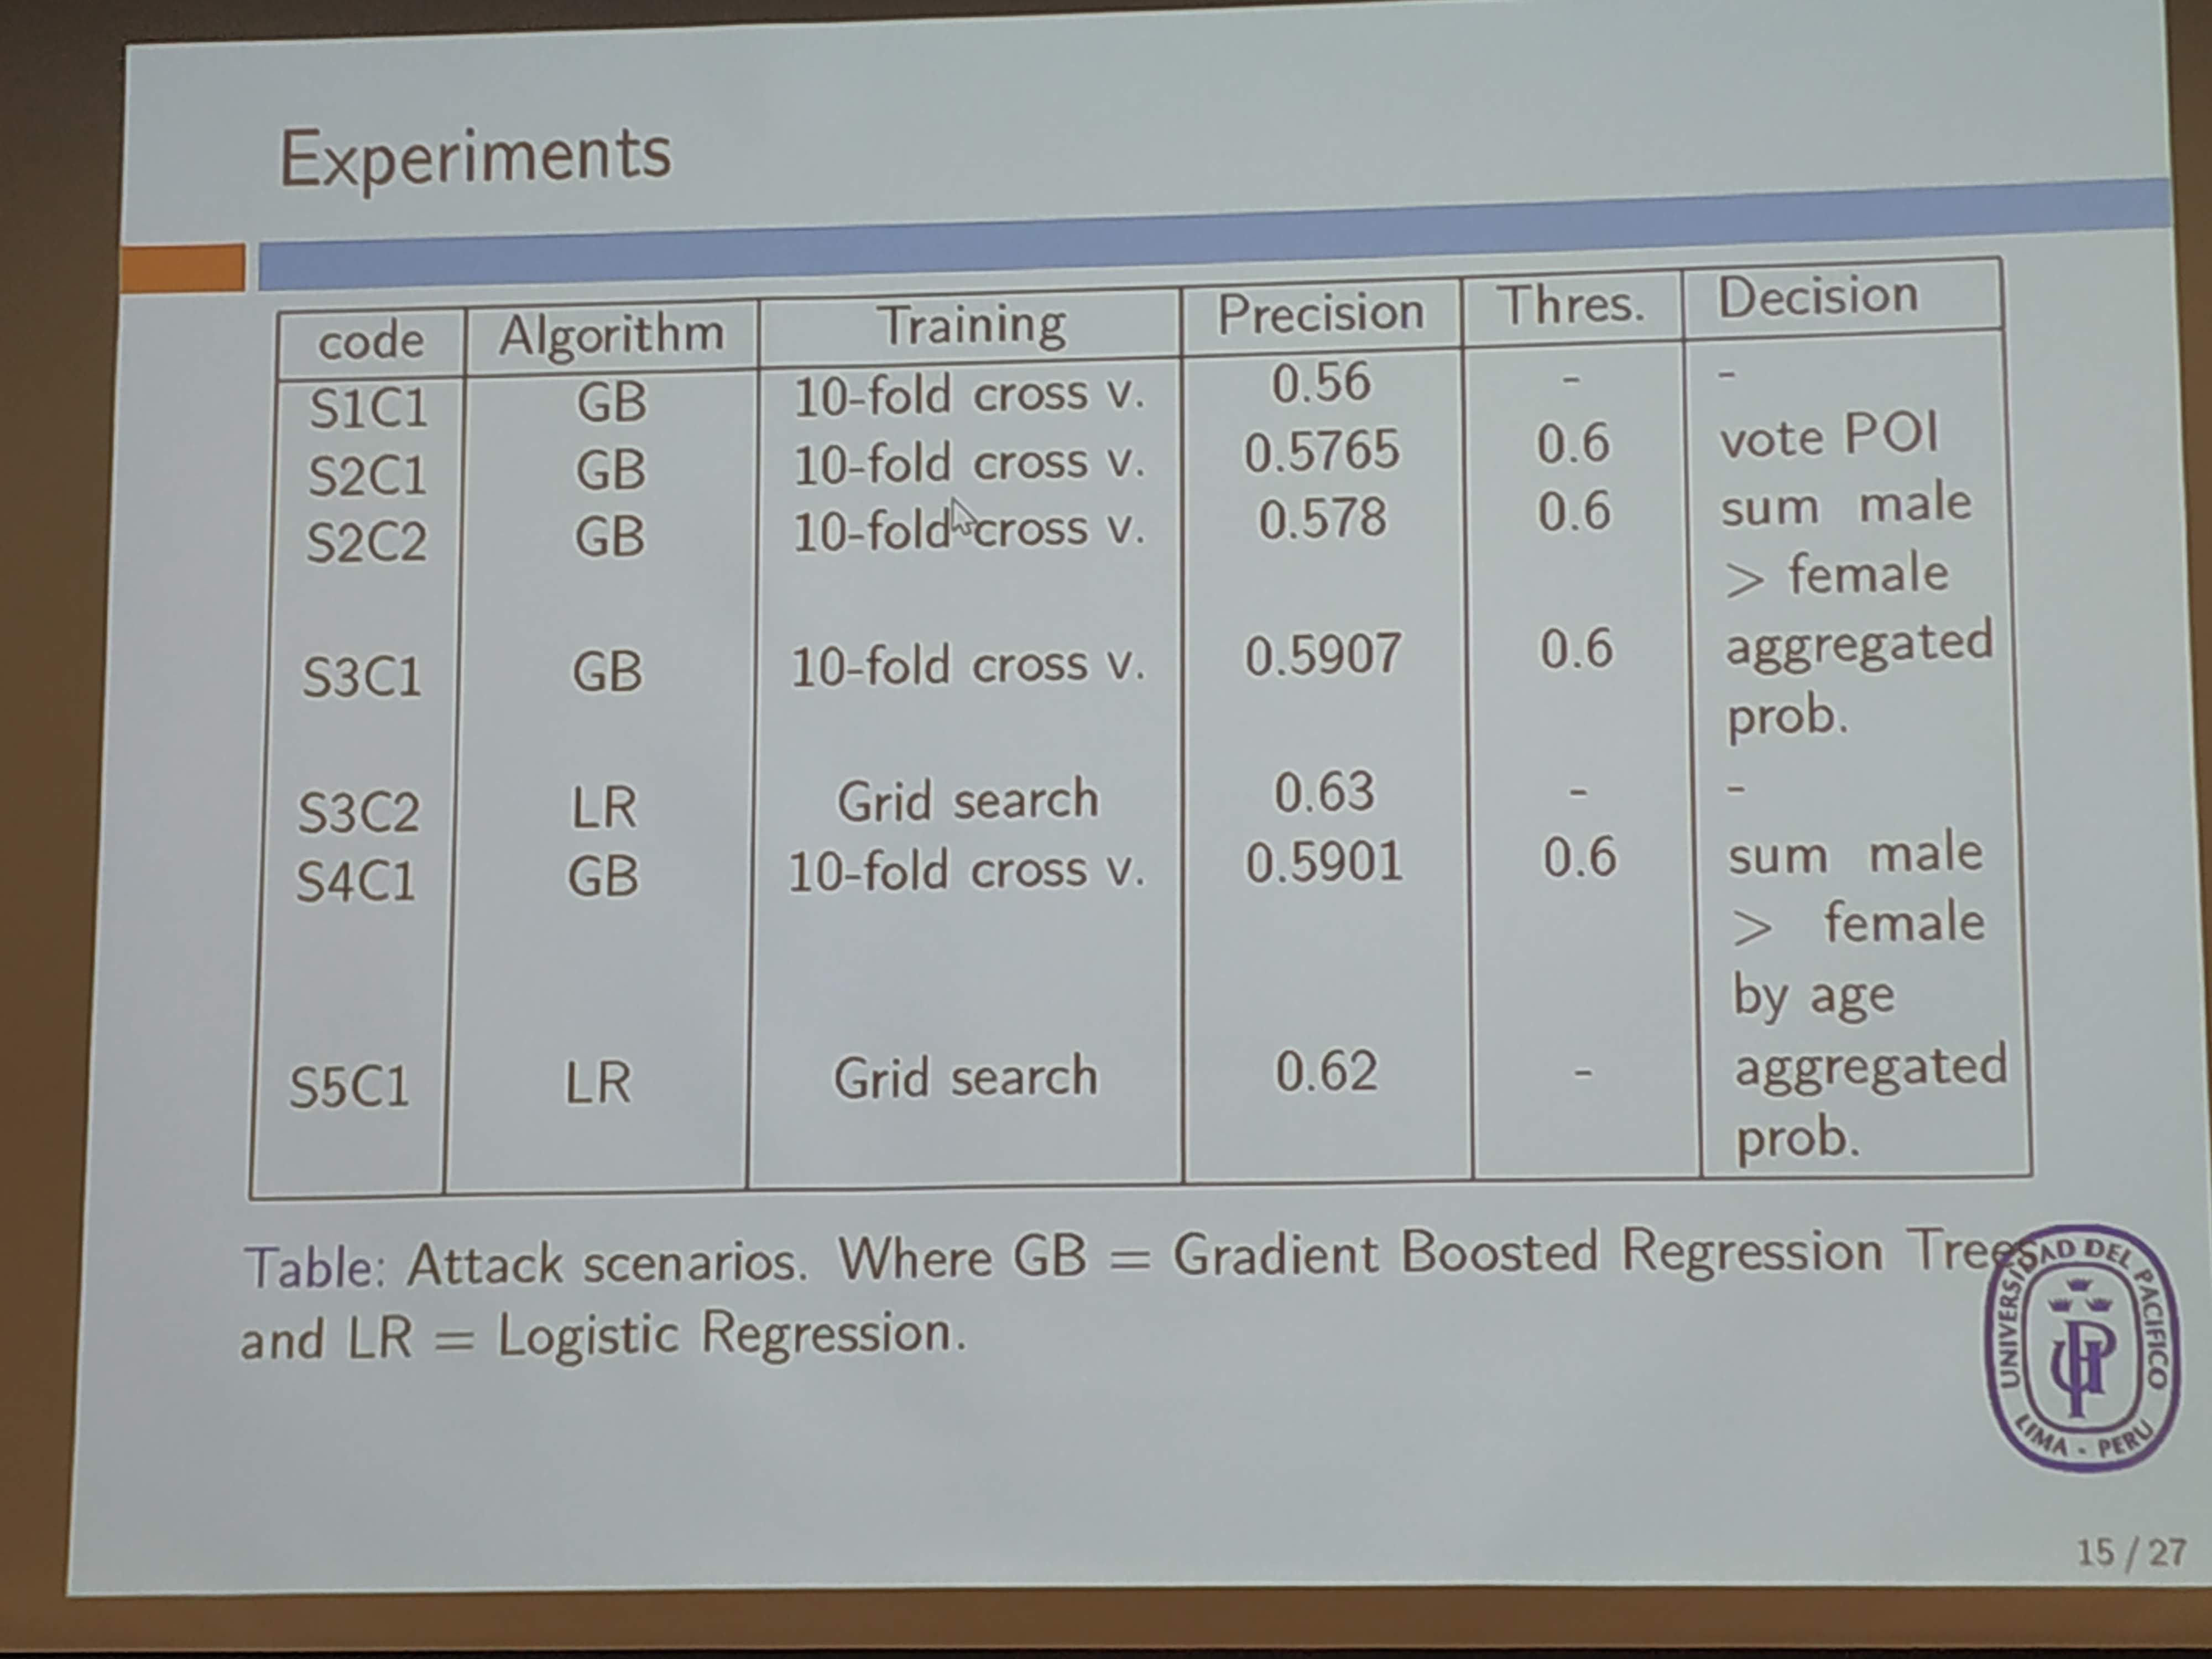 Experiments
code Algorithm Training Precision Thres. Decision
S1C1 GB 10-fold cross v. 0.56 - -
S2C1 GB 10-fold cross v. 0.5765 0.6 vote POI
S2C2 GB 10-fold cross v. 0.578 0.6 sum male
> female
S3C1 GB 10-fold cross v. 0.5907 0.6 aggregated
prob.
S3C2 LR Grid search 0.63 - -
S4C1 GB 10-fold cross v. 0.5901 0.6 sum male
> female
by age
S5C1 LR Grid search 0.62 - aggregated
prob.
Table: Attack scenarios. Where GB = Gradient Boosted Regression Trees
and LR = Logistic Regression.
UNIVERSIDAD DEL PACIFICO
LIMA - PERU
15 / 27